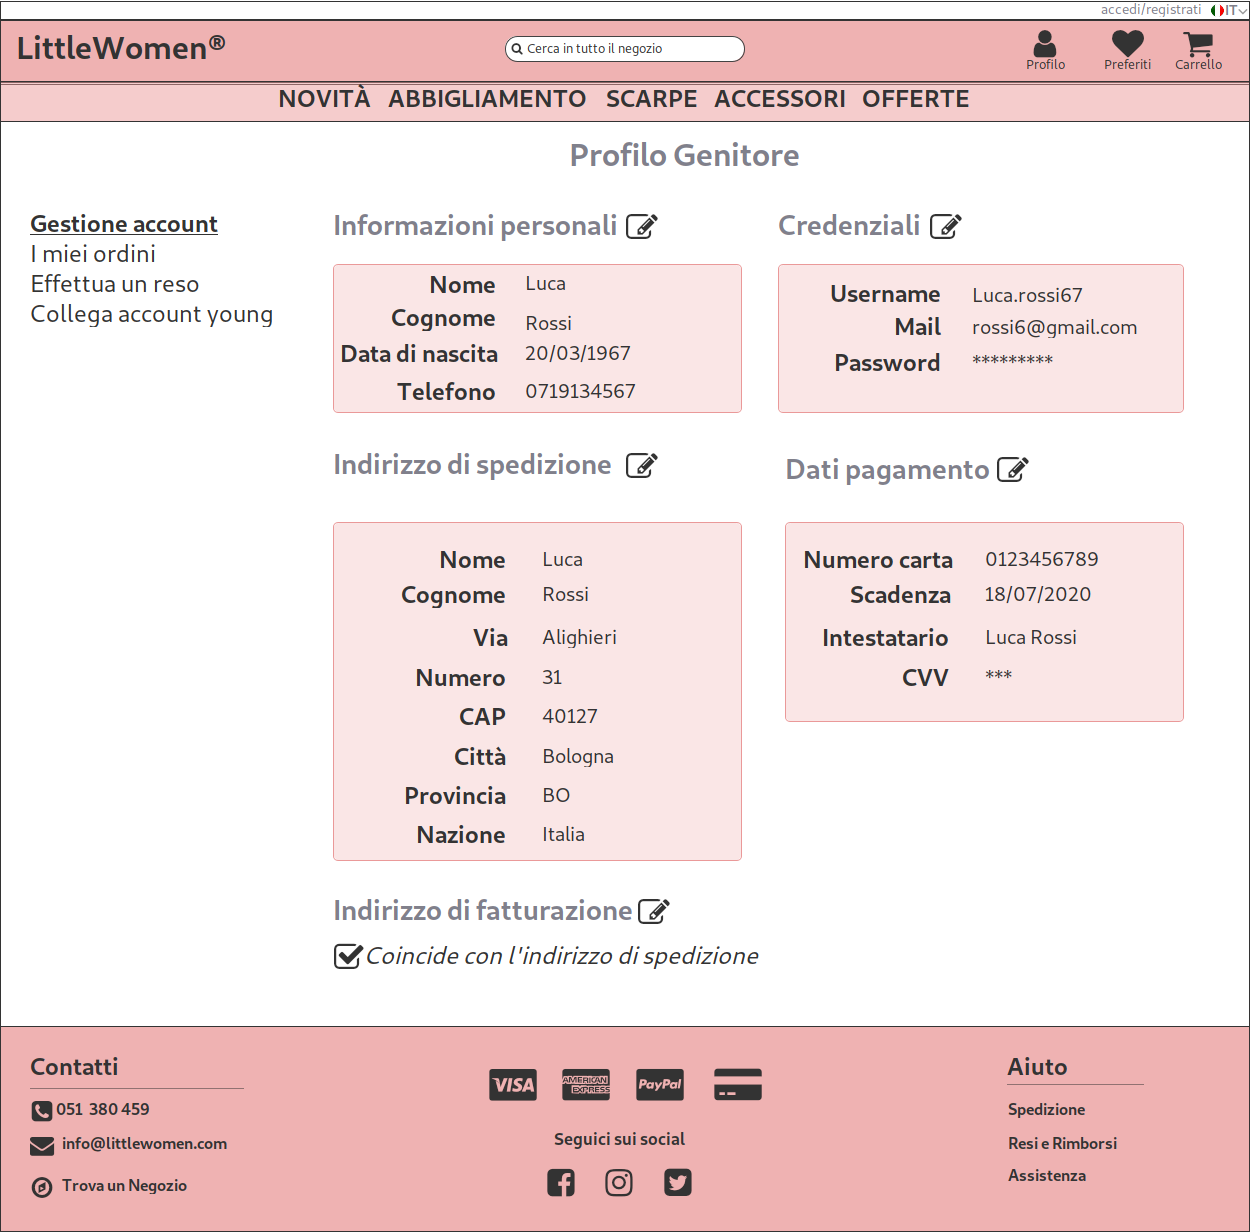 accedi/registrati IT
LittleWomen®
Cerca in tutto il negozio
Profilo Preferiti Carrello
NOVITÀ ABBIGLIAMENTO SCARPE ACCESSORI OFFERTE
Profilo Genitore
Gestione account
I miei ordini
Effettua un reso
Collega account young
Informazioni personali
Nome Luca
Cognome Rossi
Data di nascita 20/03/1967
Telefono 0719134567
Credenziali
Username Luca.rossi67
Mail rossi6@gmail.com
Password *********
Indirizzo di spedizione
Nome Luca
Cognome Rossi
Via Alighieri
Numero 31
CAP 40127
Città Bologna
Provincia BO
Nazione Italia
Dati pagamento
Numero carta 0123456789
Scadenza 18/07/2020
Intestatario Luca Rossi
CVV ***
Indirizzo di fatturazione
Coincide con l'indirizzo di spedizione
Contatti
051 380 459
info@littlewomen.com
Trova un Negozio
VISA AMERICAN EXPRESS PayPal
Seguici sui social
Aiuto
Spedizione
Resi e Rimborsi
Assistenza